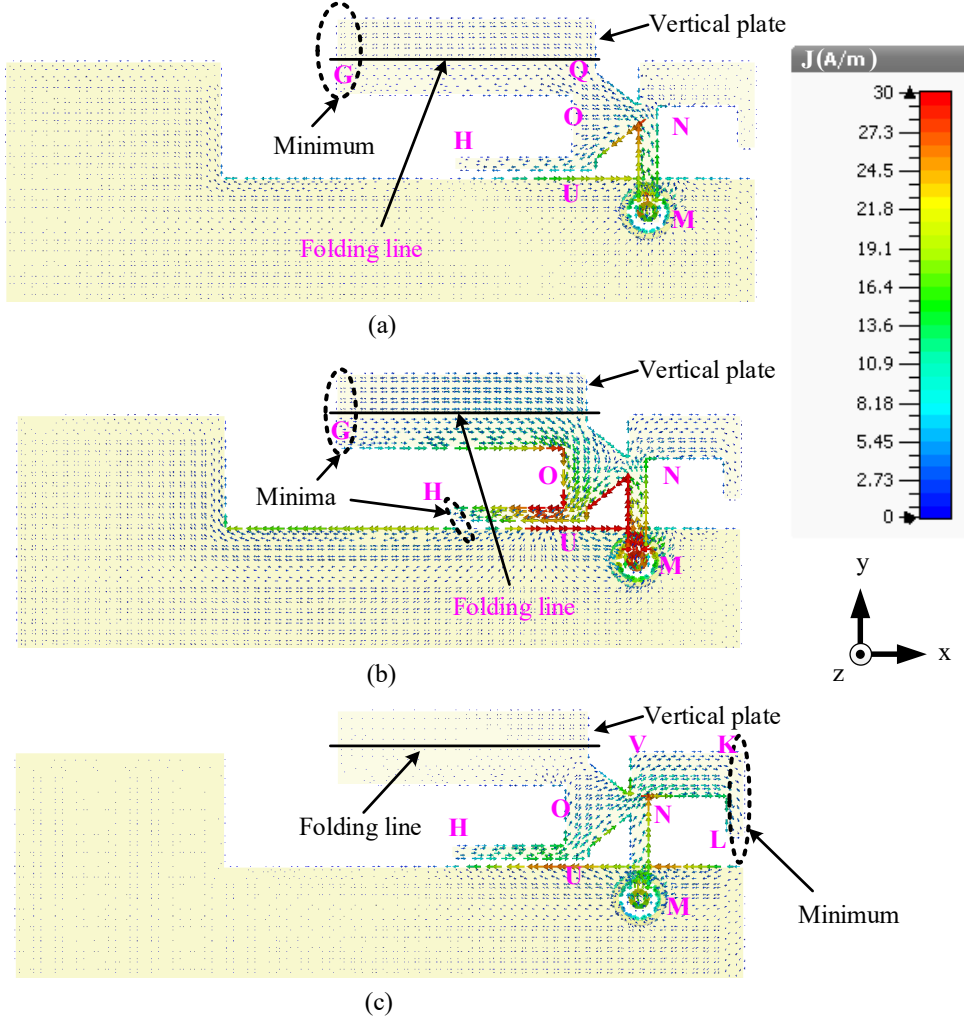 Vertical plate
G
Q
O
N
H
Minimum
U
M
Folding line
(a)
J(A/m)
30
27.3
24.5
21.8
19.1
16.4
13.6
10.9
8.18
5.45
2.73
0
Vertical plate
G
O
N
H
Minima
U
M
Folding line
(b)
y
x
z
Vertical plate
V
K
Folding line
O
N
H
L
U
M
Minimum
(c)